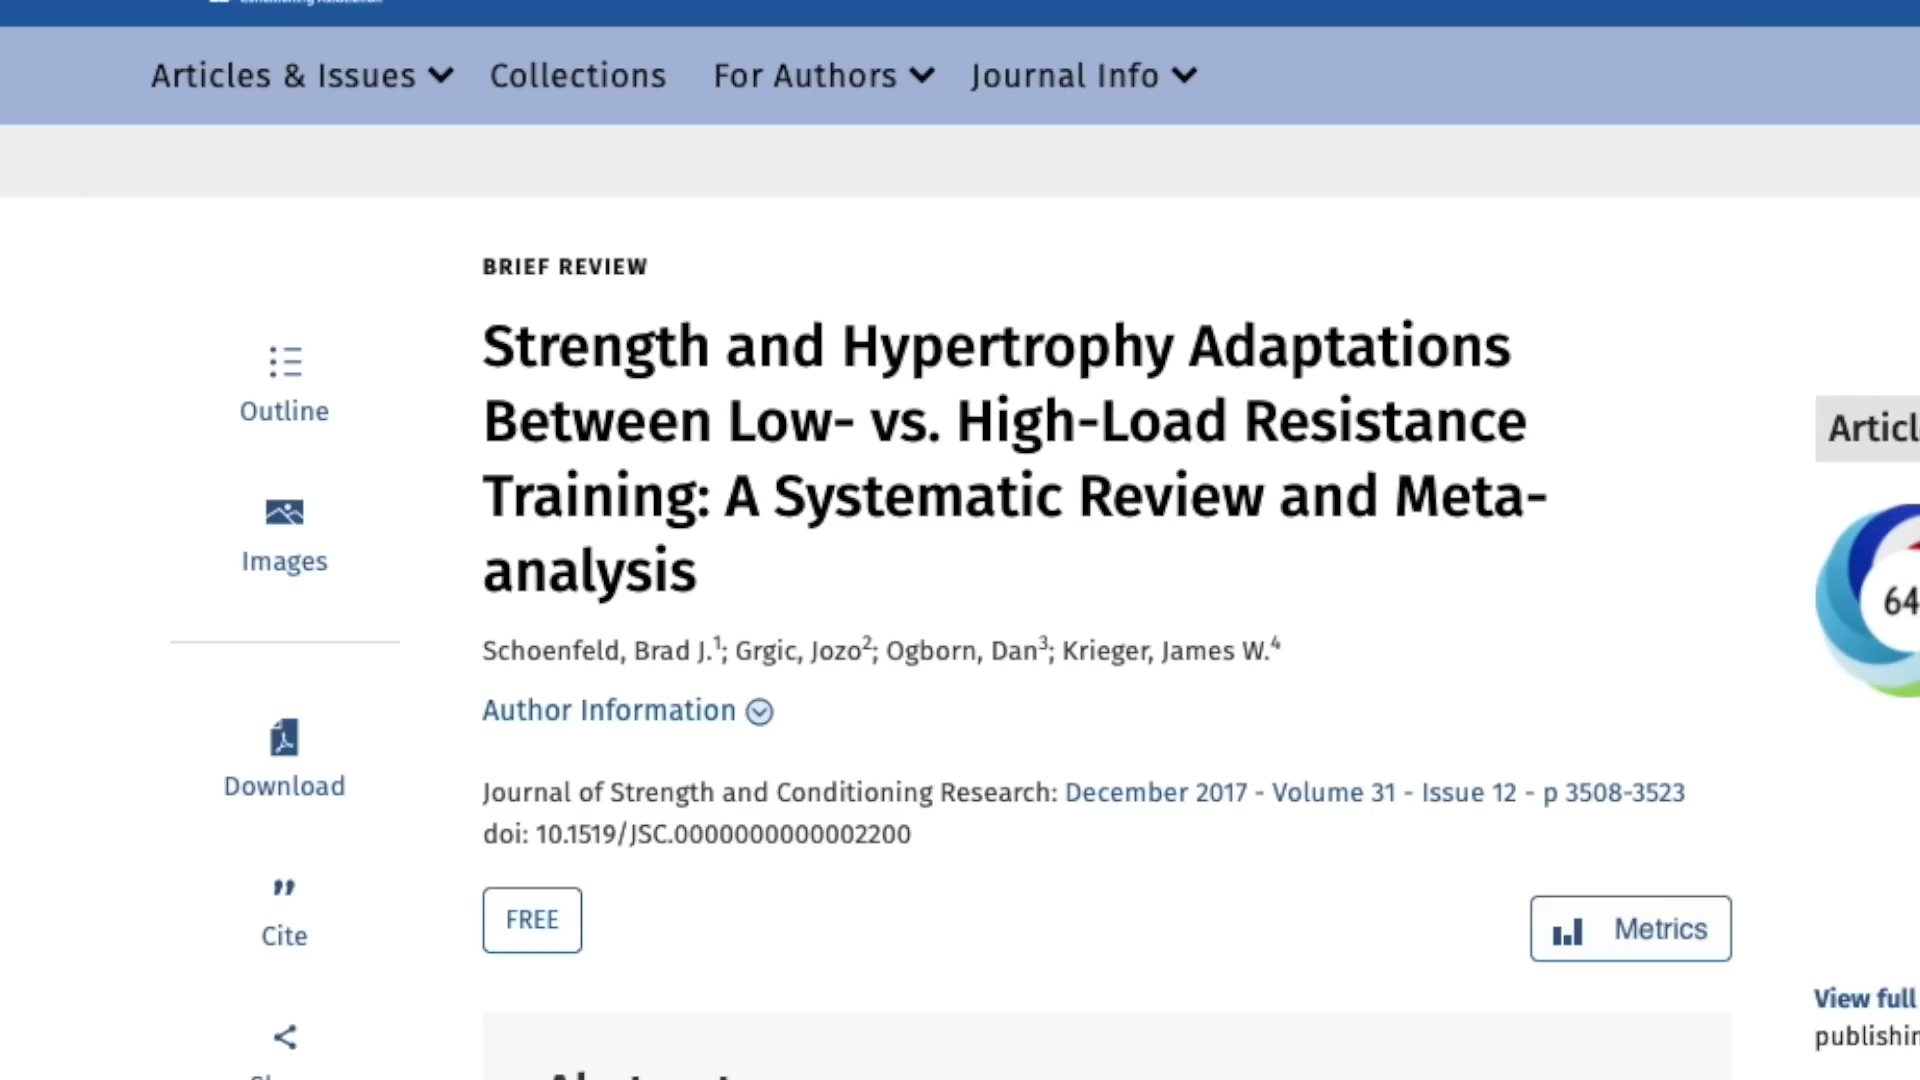 Articles & Issues Collections For Authors Journal Info
BRIEF REVIEW
Strength and Hypertrophy Adaptations
Between Low- vs. High-Load Resistance
Training: A Systematic Review and Meta-
analysis
Schoenfeld, Brad J.1; Grgic, Jozo2; Ogborn, Dan3; Krieger, James W.4
Author Information
Journal of Strength and Conditioning Research: December 2017 - Volume 31 - Issue 12 - p 3508-3523
doi: 10.1519/JSC.0000000000002200
FREE
Metrics
Outline
Images
Download
Cite
64
View full